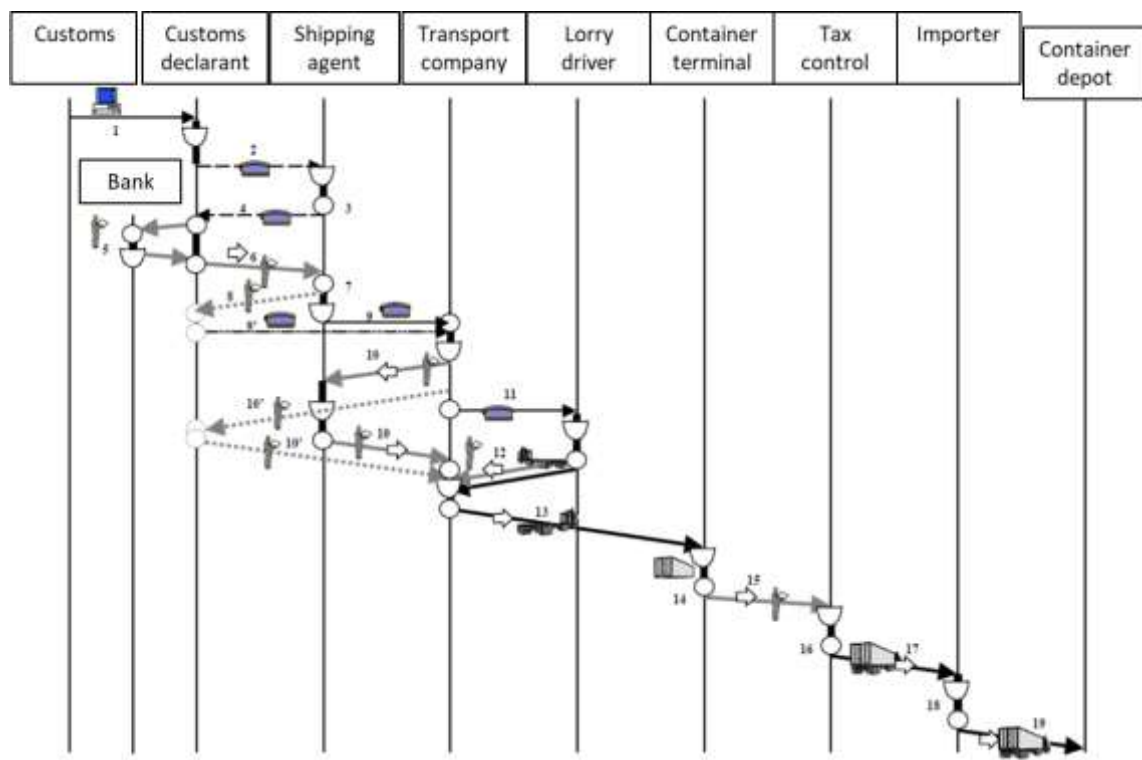 Customs
Customs
declarant
Shipping
agent
Transport
company
Lorry
driver
Container
terminal
Tax
control
Importer
Container
depot
1
2
Bank
3
4
5
6
7
8
9
8'
10
11
10'
10
10'
12
13
14
15
16
17
18
19